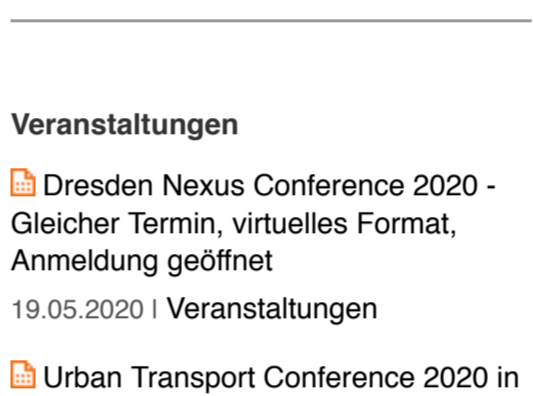 Veranstaltungen
Dresden Nexus Conference 2020 -
Gleicher Termin, virtuelles Format,
Anmeldung geöffnet
19.05.2020 | Veranstaltungen
Urban Transport Conference 2020 in